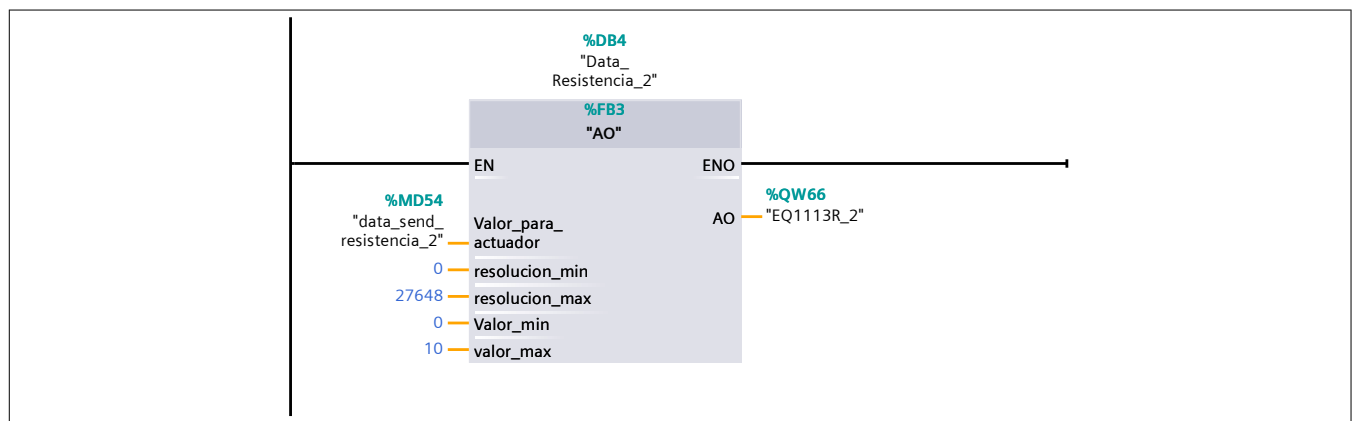 %DB4
"Data_
Resistencia_2"
%FB3
"AO"
EN
ENO
%MD54
"data_send_
resistencia_2"
Valor_para_
actuador
%QW66
AO
"EQ1113R_2"
0
resolucion_min
27648
resolucion_max
0
Valor_min
10
valor_max